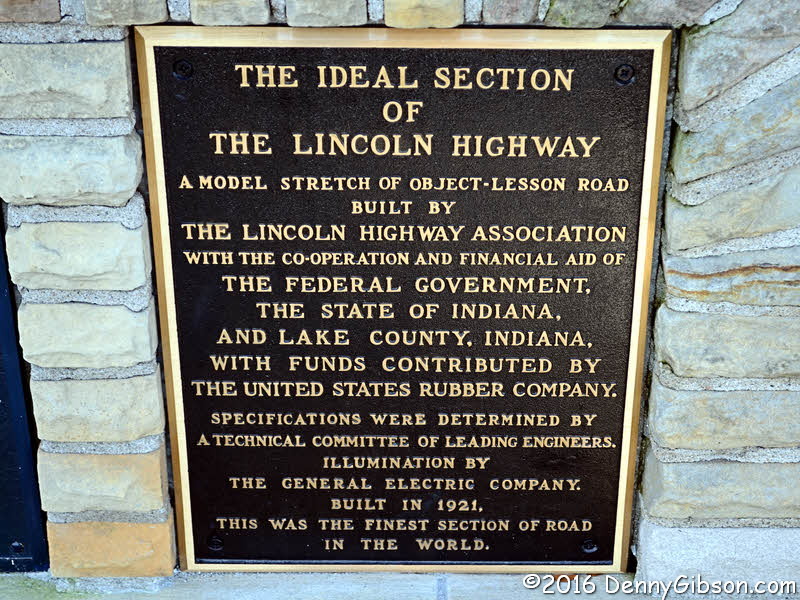 THE IDEAL SECTION
OF
THE LINCOLN HIGHWAY
A MODEL STRETCH OF OBJECT-LESSON ROAD
BUILT BY
THE LINCOLN HIGHWAY ASSOCIATION
WITH THE CO-OPERATION AND FINANCIAL AID OF
THE FEDERAL GOVERNMENT,
THE STATE OF INDIANA,
AND LAKE COUNTY, INDIANA,
WITH FUNDS CONTRIBUTED BY
THE UNITED STATES RUBBER COMPANY.
SPECIFICATIONS WERE DETERMINED BY
A TECHNICAL COMMITTEE OF LEADING ENGINEERS.
ILLUMINATION BY
THE GENERAL ELECTRIC COMPANY.
BUILT IN 1921,
THIS WAS THE FINEST SECTION OF ROAD
IN THE WORLD.
©2016 DennyGibson.com